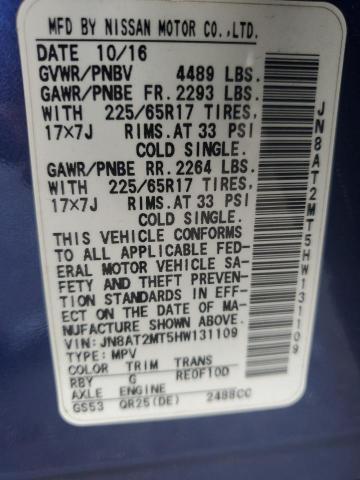 MFD BY NISSAN MOTOR CO.,LTD.
DATE 10/16
GVWR/PNBV 4489 LBS.
GAWR/PNBE FR. 2293 LBS.
WITH 225/65R17 TIRES,
17×7J RIMS.AT 33 PSI
COLD SINGLE.
GAWR/PNBE RR. 2264 LBS.
WITH 225/65R17 TIRES,
17×7J RIMS.AT 33 PSI
COLD SINGLE.
THIS VEHICLE CONFORMS
TO ALL APPLICABLE FED-
ERAL MOTOR VEHICLE SA-
FETY AND THEFT PREVEN-
TION STANDARDS IN EFF-
ECT ON THE DATE OF MA-
NUFACTURE SHOWN ABOVE.
VIN: JN8AT2MT5HW131109
TYPE: MPV
COLOR TRIM TRANS
RBY G RE0F10D
AXLE ENGINE
GS53 QR25(DE) 2488CC
JN8AT2MT5HW131109